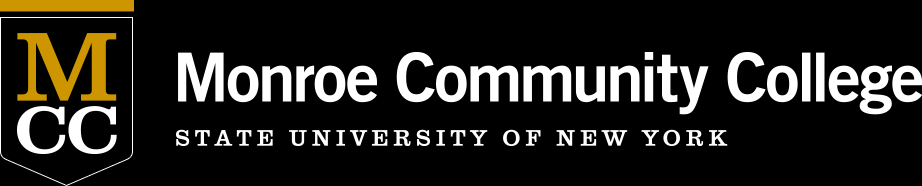 M
CC
Monroe Community College
STATE UNIVERSITY OF NEW YORK